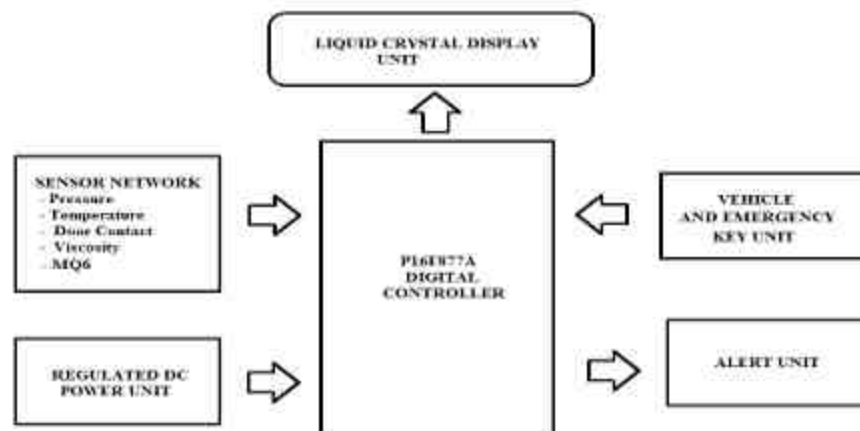 LIQUID CRYSTAL DISPLAY
UNIT
SENSOR NETWORK
- Pressure
- Temperature
- Door Contact
- Viscosity
- MQ6
VEHICLE
AND EMERGENCY
KEY UNIT
P16F877A
DIGITAL
CONTROLLER
REGULATED DC
POWER UNIT
ALERT UNIT